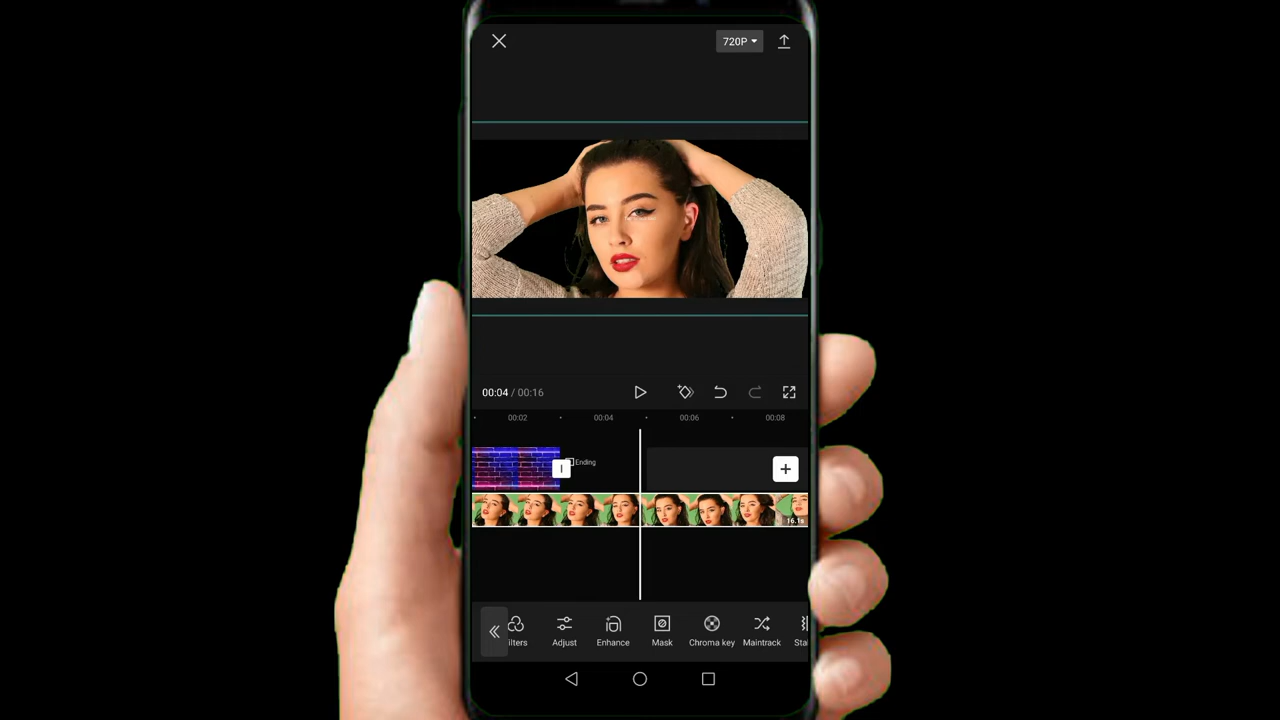 720P
00:04 / 00:16
00:02 00:04 00:06 00:08
Ending
16.1s
ilters Adjust Enhance Mask Chroma key Maintrack Sta